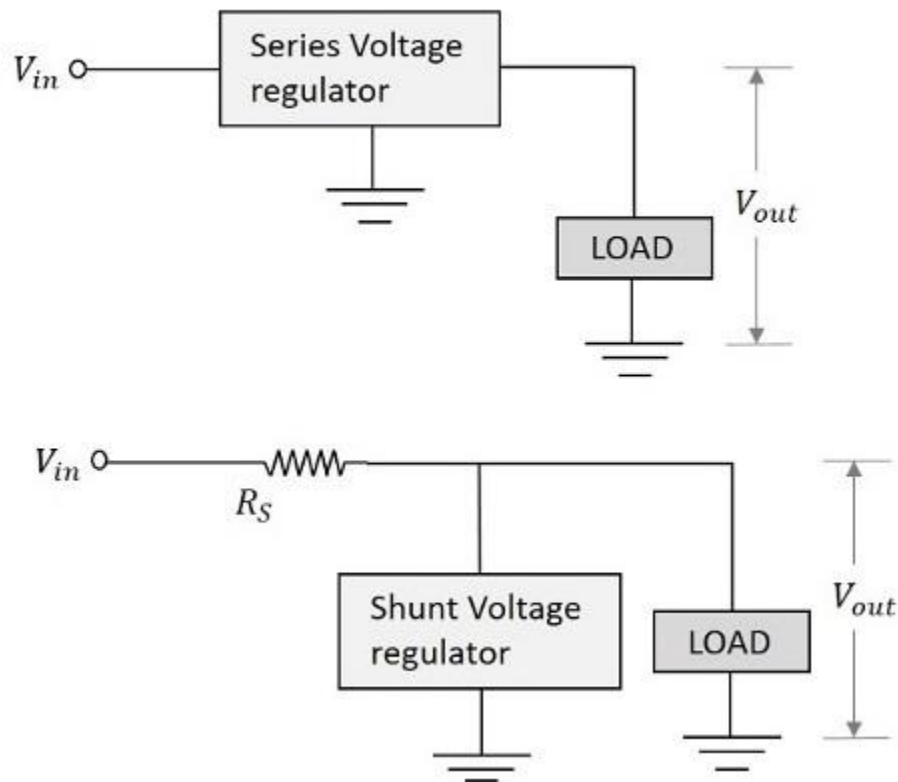 Series Voltage
regulator
V_in
V_out
LOAD
V_in
R_S
Shunt Voltage
regulator
V_out
LOAD